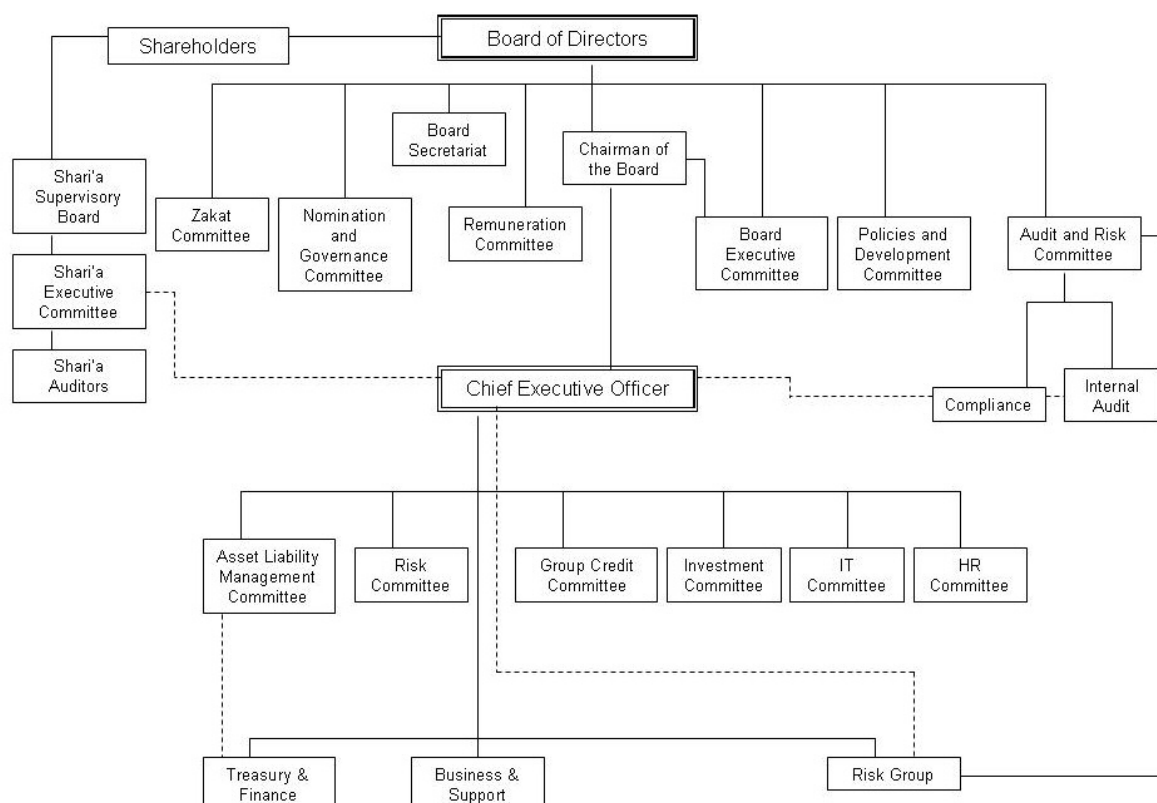 Shareholders
Board of Directors
Board
Secretariat
Chairman of
the Board
Shari'a
Supervisory
Board
Zakat
Committee
Nomination
and
Governance
Committee
Remuneration
Committee
Board
Executive
Committee
Policies and
Development
Committee
Audit and Risk
Committee
Shari'a
Executive
Committee
Shari'a
Auditors
Chief Executive Officer
Compliance
Internal
Audit
Asset Liability
Management
Committee
Risk
Committee
Group Credit
Committee
Investment
Committee
IT
Committee
HR
Committee
Treasury &
Finance
Business &
Support
Risk Group